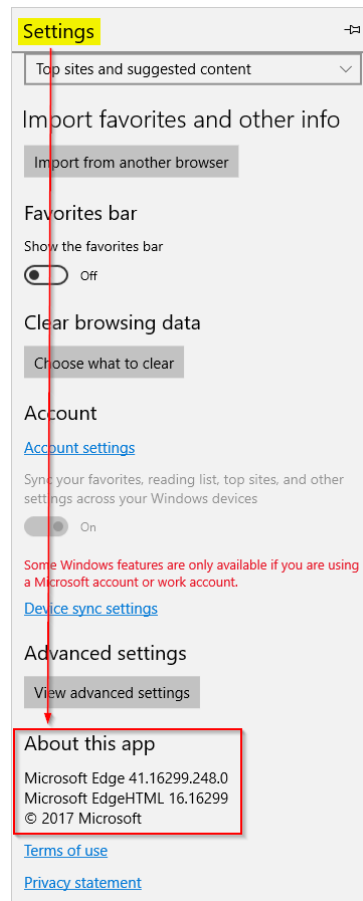 Settings
Top sites and suggested content
Import favorites and other info
Import from another browser
Favorites bar
Show the favorites bar
Off
Clear browsing data
Choose what to clear
Account
Account settings
Sync your favorites, reading list, top sites, and other
settings across your Windows devices
On
Some Windows features are only available if you are using
a Microsoft account or work account.
Device sync settings
Advanced settings
View advanced settings
About this app
Microsoft Edge 41.16299.248.0
Microsoft EdgeHTML 16.16299
© 2017 Microsoft
Terms of use
Privacy statement